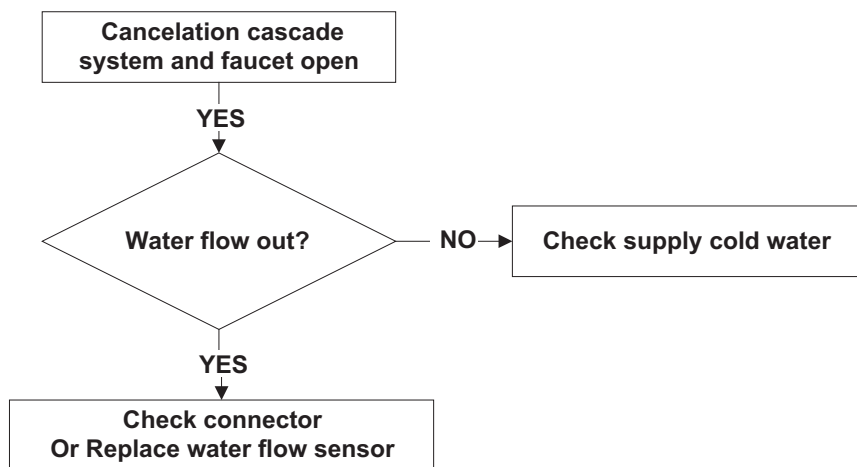 Cancelation cascade
system and faucet open
YES
Water flow out?
NO
Check supply cold water
YES
Check connector
Or Replace water flow sensor